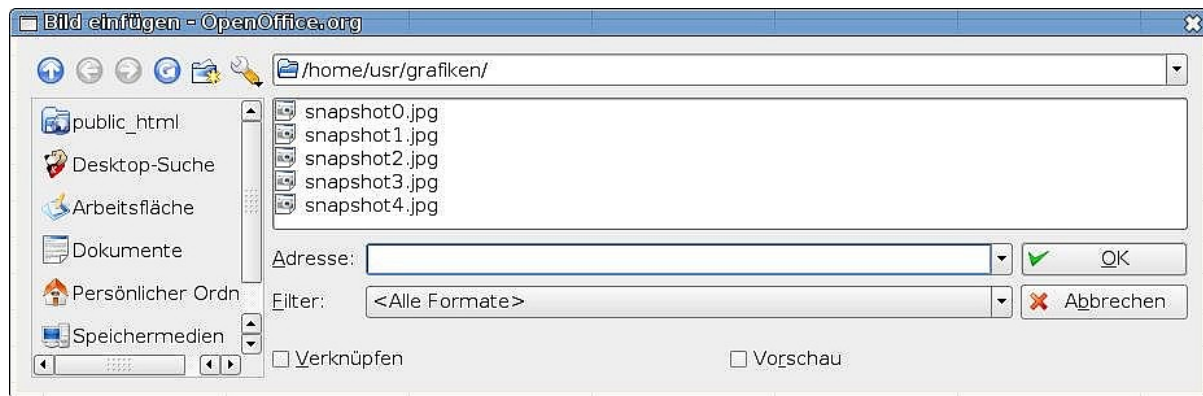 Bild einfügen - OpenOffice.org
/home/usr/grafiken/
public_html
Desktop-Suche
Arbeitsfläche
Dokumente
Persönlicher Ordn
Speichermedien
snapshot0.jpg
snapshot1.jpg
snapshot2.jpg
snapshot3.jpg
snapshot4.jpg
Adresse:
OK
Filter: <Alle Formate>
Abbrechen
Verknüpfen
Vorschau